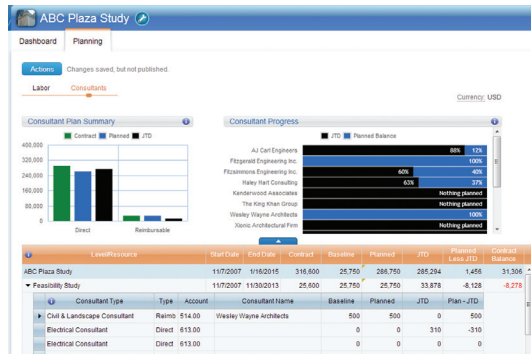 ABC Plaza Study
Dashboard Planning
Actions Changes saved, but not published.
Labor Consultants
Currency USD
Consultant Plan Summary
Contract Planned JTD
400,000
320,000
240,000
160,000
80,000
0
Direct Reimbursable
Consultant Progress
JTD Planned Balance
AJ Carl Engineers 88% 12%
Fitzgerald Engineering Inc. 100%
Fitzsimmons Engineering Inc. 60% 40%
Haley Hart Consulting 63% 37%
Kenderwood Associates Nothing planned
The King Khan Group Nothing planned
Wesley Wayne Architects 100%
Xionic Architectural Firm Nothing planned
Level/Resource Start Date End Date Contract Baseline Planned JTD Planned Less JTD Contract Balance
ABC Plaza Study 11/7/2007 1/16/2015 316,600 25,750 286,750 285,294 1,456 31,306
Feasibility Study 11/7/2007 11/30/2013 25,600 25,750 25,750 33,878 -8,128 -8,278
Consultant Type Type Account Consultant Name Baseline Planned JTD Plan - JTD
Civil & Landscape Consultant Reimb 514.00 Wesley Wayne Architects 500 500 0 500
Electrical Consultant Direct 613.00 0 0 310 -310
Electrical Consultant Direct 613.00 0 0 0 0